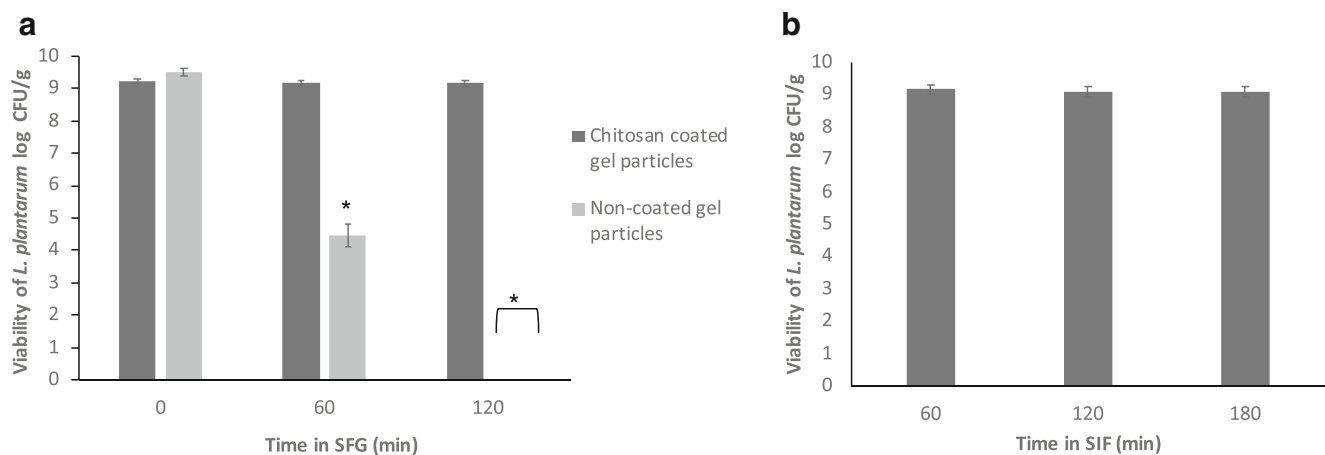 a
10
9
8
7
6
5
4
3
2
1
0
Viability of L. plantarum log CFU/g
*
*
0 60 120
Time in SFG (min)
Chitosan coated
gel particles
Non-coated gel
particles
b
10
9
8
7
6
5
4
3
2
1
0
Viability of L. plantarum log CFU/g
60 120 180
Time in SIF (min)